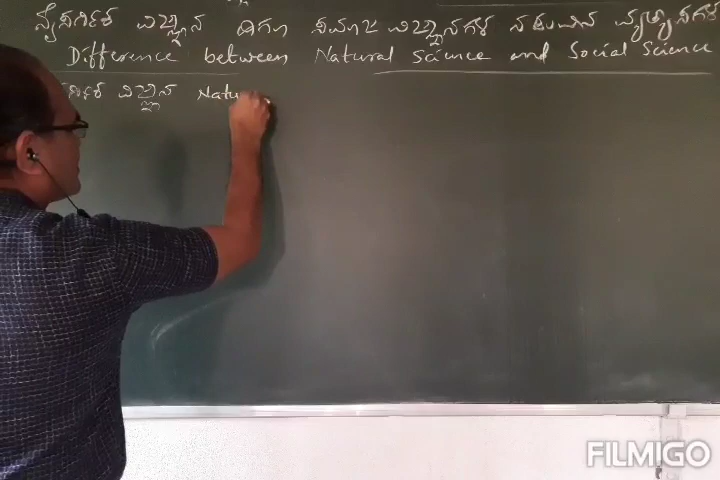 ನೈಸರ್ಗಿಕ ವಿಜ್ಞಾನ ಹಾಗೂ ಸಮಾಜ ವಿಜ್ಞಾನಗಳ ನಡುವಿನ ವ್ಯತ್ಯಾಸಗಳು
Difference between Natural Science and Social Science
ವಿಜ್ಞಾನ Natu
FILMIGO